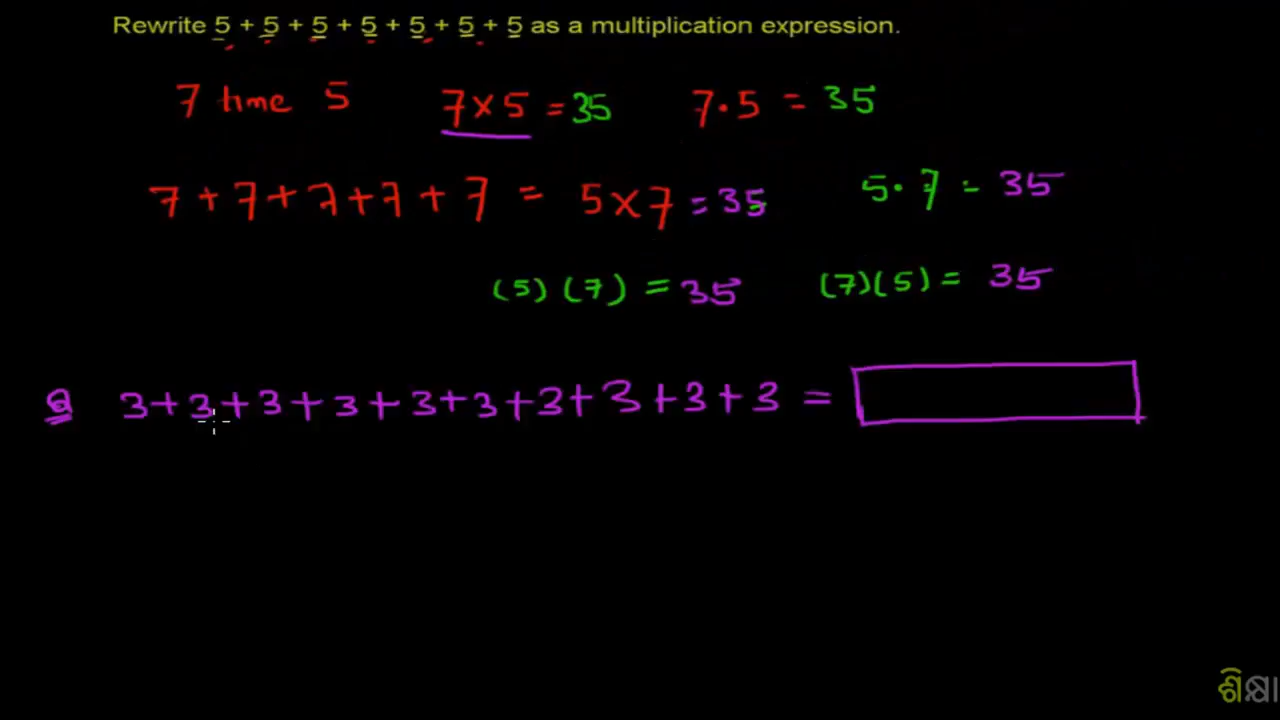 Rewrite 5 + 5 + 5 + 5 + 5 + 5 + 5 as a multiplication expression.
7 time 5 7×5 = 35 7·5 = 35
7+7+7+7+7 = 5×7 = 35 5·7 = 35
(5)(7) = 35 (7)(5) = 35
Q 3+3+3+3+3+3+3+3+3+3 =
ଶିକ୍ଷା